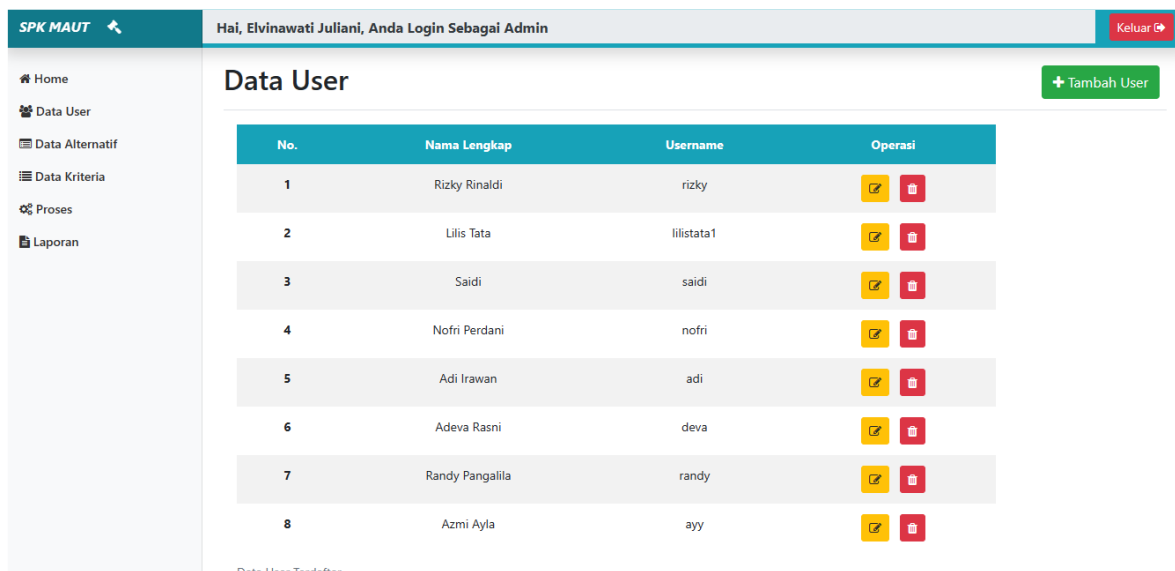 SPK MAUT
Hai, Elvinawati Juliani, Anda Login Sebagai Admin
Keluar
Home
Data User
Data Alternatif
Data Kriteria
Proses
Laporan
Data User
Tambah User
No. Nama Lengkap Username Operasi
1 Rizky Rinaldi rizky
2 Lilis Tata lilistata1
3 Saidi saidi
4 Nofri Perdani nofri
5 Adi Irawan adi
6 Adeva Rasni deva
7 Randy Pangalila randy
8 Azmi Ayla ayy
Data User Terdaftar